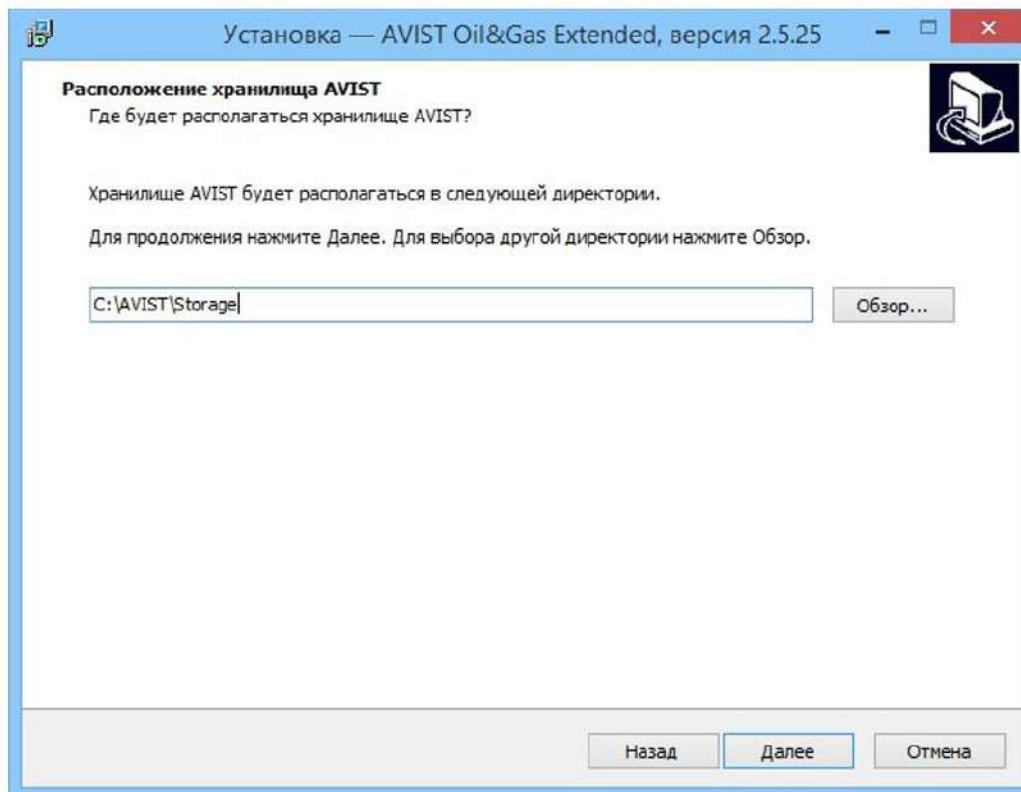 Установка — AVIST Oil&Gas Extended, версия 2.5.25
Расположение хранилища AVIST
Где будет располагаться хранилище AVIST?
Хранилище AVIST будет располагаться в следующей директории.
Для продолжения нажмите Далее. Для выбора другой директории нажмите Обзор.
C:\AVIST\Storage
Обзор...
Назад
Далее
Отмена